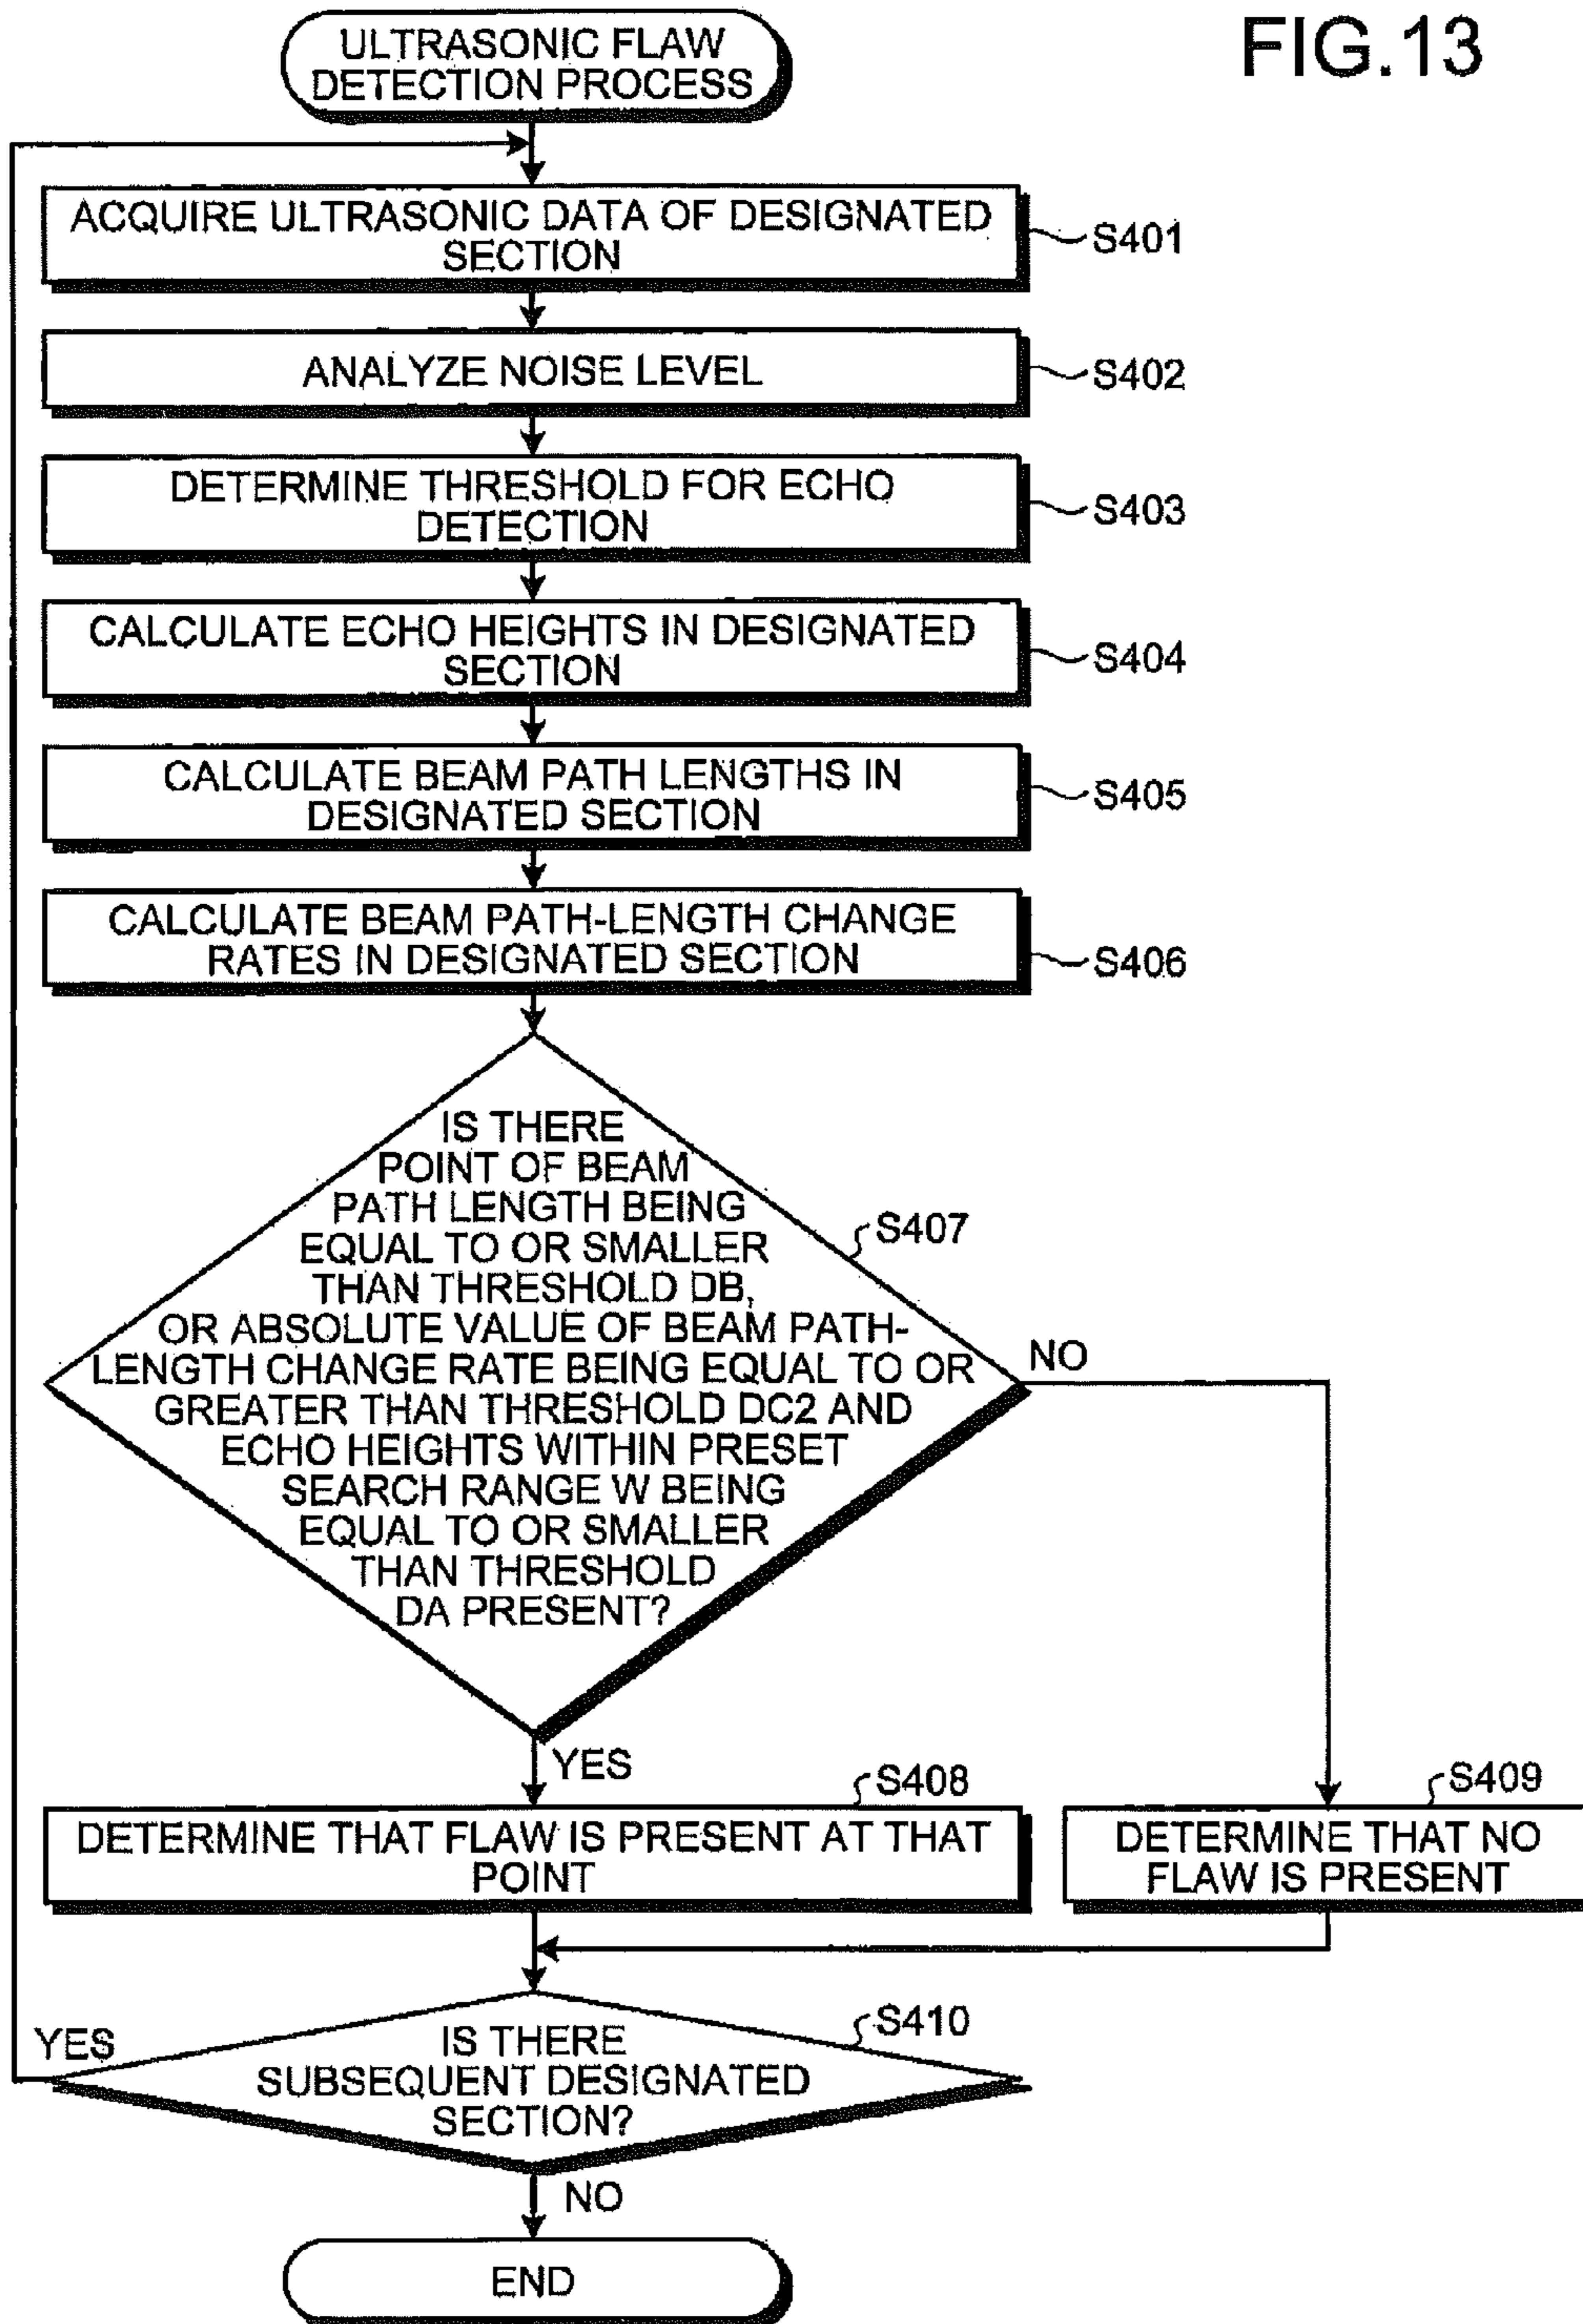 FIG.13
ULTRASONIC FLAW
DETECTION PROCESS
ACQUIRE ULTRASONIC DATA OF DESIGNATED
SECTION
S401
ANALYZE NOISE LEVEL
S402
DETERMINE THRESHOLD FOR ECHO
DETECTION
S403
CALCULATE ECHO HEIGHTS IN DESIGNATED
SECTION
S404
CALCULATE BEAM PATH LENGTHS IN
DESIGNATED SECTION
S405
CALCULATE BEAM PATH-LENGTH CHANGE
RATES IN DESIGNATED SECTION
S406
IS THERE
POINT OF BEAM
PATH LENGTH BEING
EQUAL TO OR SMALLER
THAN THRESHOLD DB,
OR ABSOLUTE VALUE OF BEAM PATH-
LENGTH CHANGE RATE BEING EQUAL TO OR
GREATER THAN THRESHOLD DC2 AND
ECHO HEIGHTS WITHIN PRESET
SEARCH RANGE W BEING
EQUAL TO OR SMALLER
THAN THRESHOLD
DA PRESENT?
S407
NO
YES
S408
DETERMINE THAT FLAW IS PRESENT AT THAT
POINT
S409
DETERMINE THAT NO
FLAW IS PRESENT
S410
YES
IS THERE
SUBSEQUENT DESIGNATED
SECTION?
NO
END